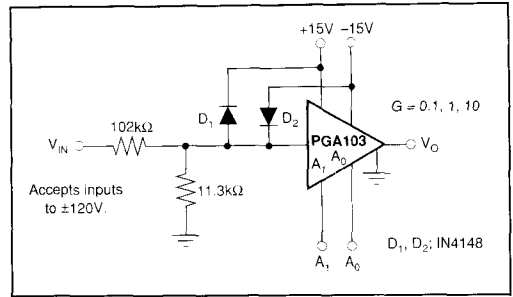 +15V –15V
D₁
D₂
G = 0.1, 1, 10
102kΩ
V_IN
PGA103
V_O
A₁ A₀
Accepts inputs
to ±120V.
11.3kΩ
A₁ A₀
D₁, D₂; IN4148